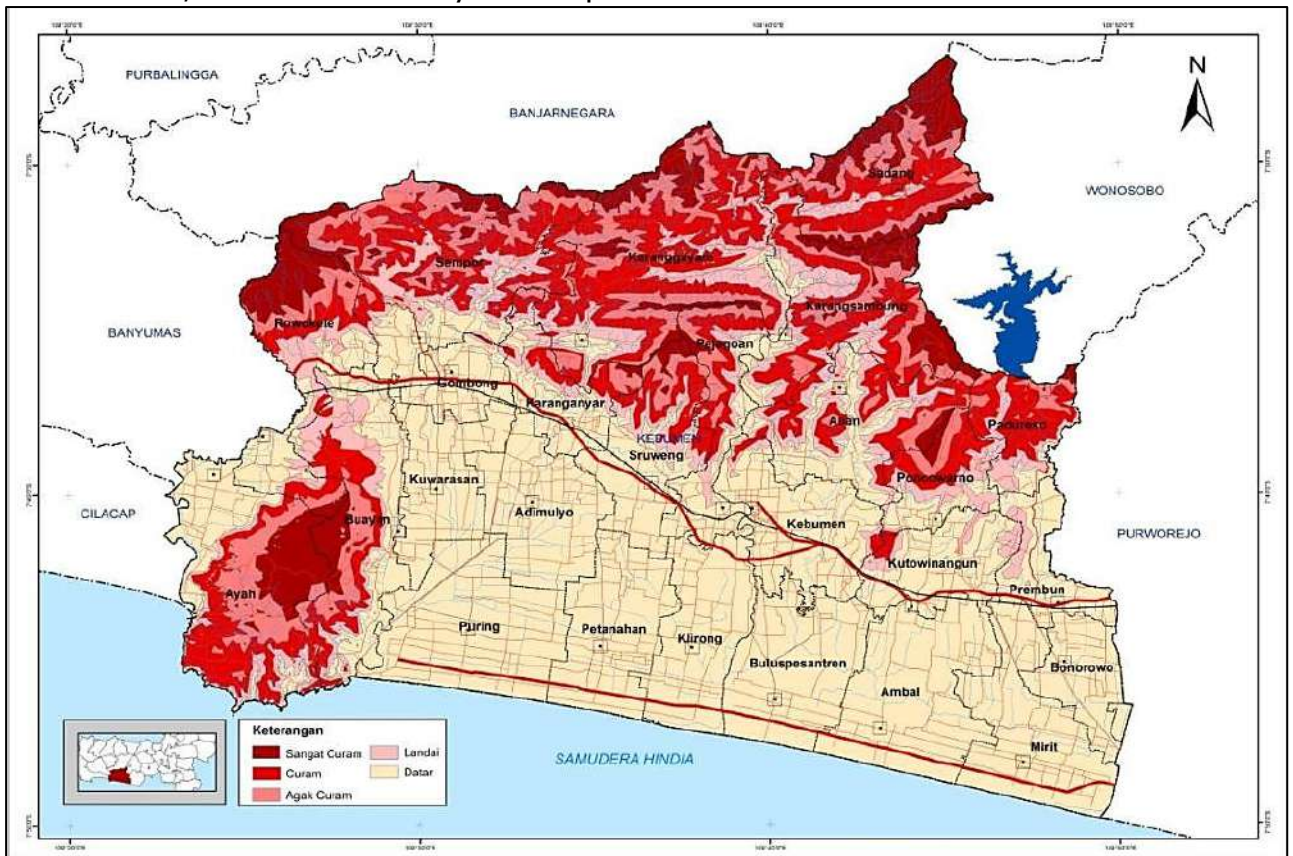 PURBALINGGA
BANJARNEGARA
N
WONOSOBO
Sadang
Sempor
Karanggayam
Karangsambung
BANYUMAS
Rowokele
Pejagoan
Gombong
Karanganyar
Alian
Padureso
KEBUMEN
Sruweng
Poncowarno
Kuwarasan
Adimulyo
CILACAP
Buayan
Kebumen
PURWOREJO
Kutowinangun
Ayah
Prembun
Puring
Petanahan
Klirong
Buluspesantren
Bonorowo
Ambal
Mirit
SAMUDERA HINDIA
Keterangan
Sangat Curam
Landai
Curam
Datar
Agak Curam